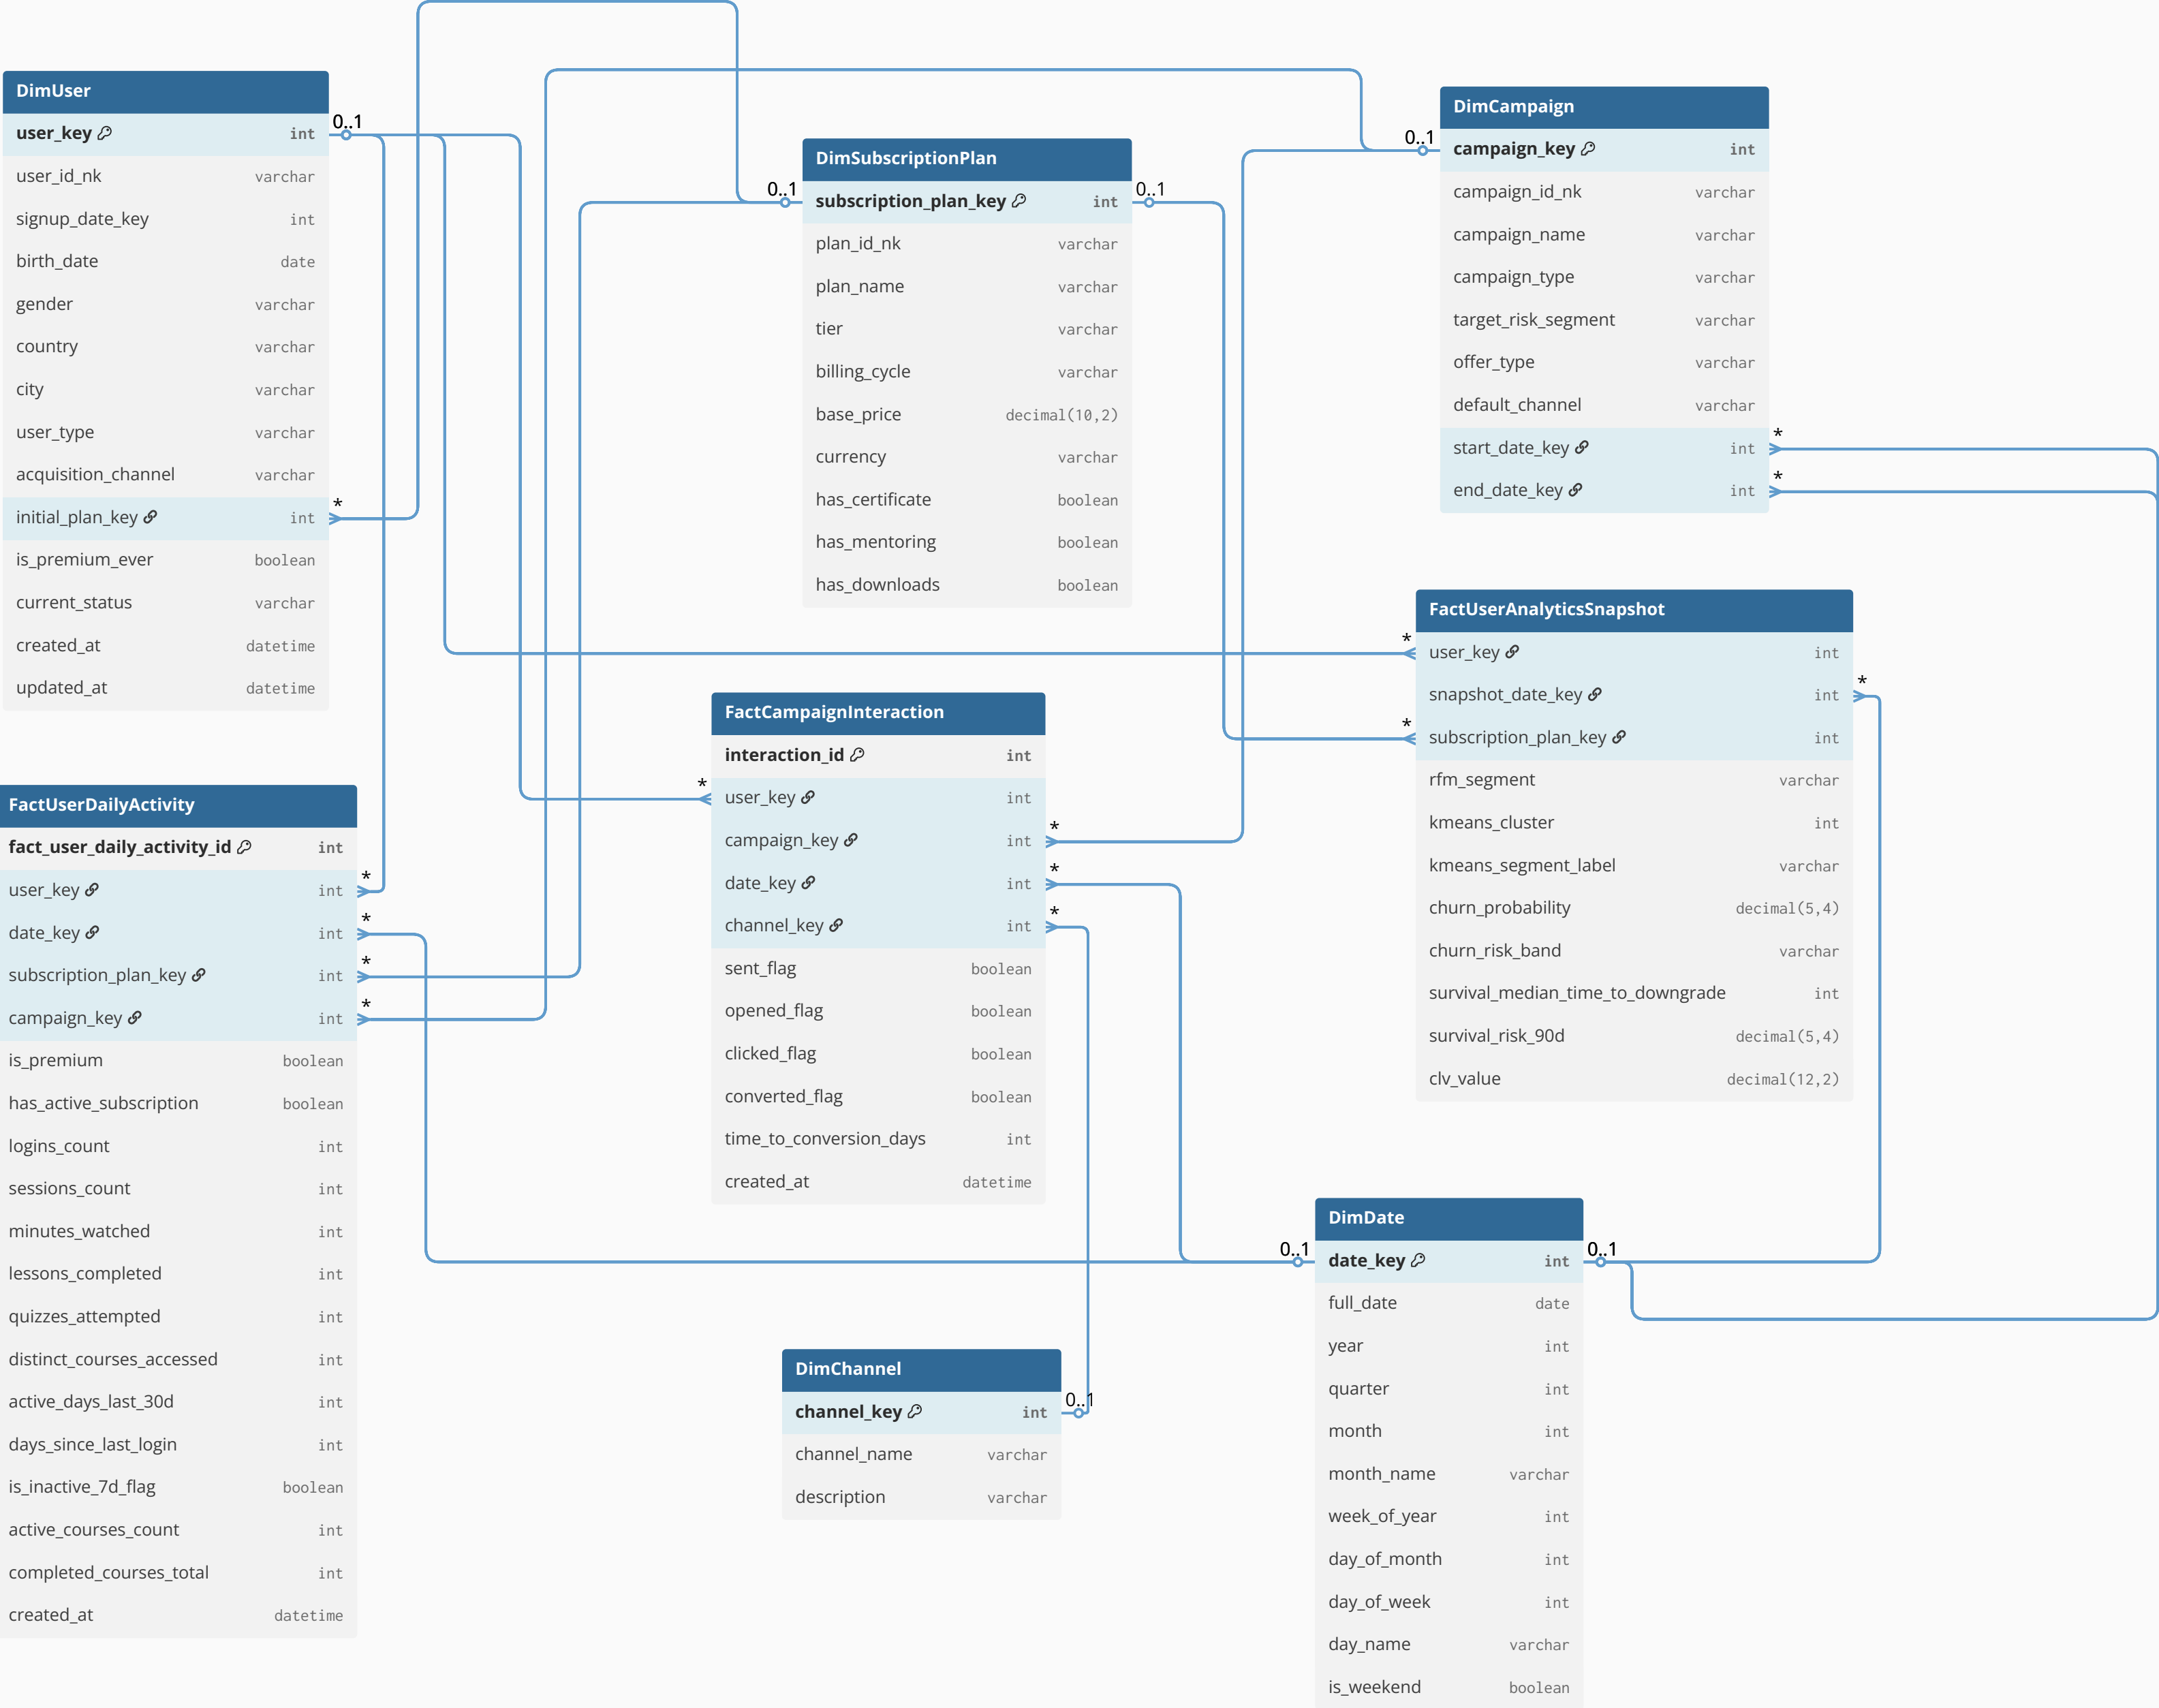 DimUser
user_key int
user_id_nk varchar
signup_date_key int
birth_date date
gender varchar
country varchar
city varchar
user_type varchar
acquisition_channel varchar
initial_plan_key int
is_premium_ever boolean
current_status varchar
created_at datetime
updated_at datetime
0..1
*
DimSubscriptionPlan
0..1 subscription_plan_key int 0..1
plan_id_nk varchar
plan_name varchar
tier varchar
billing_cycle varchar
base_price decimal(10,2)
currency varchar
has_certificate boolean
has_mentoring boolean
has_downloads boolean
DimCampaign
0..1 campaign_key int
campaign_id_nk varchar
campaign_name varchar
campaign_type varchar
target_risk_segment varchar
offer_type varchar
default_channel varchar
start_date_key int *
end_date_key int *
FactUserAnalyticsSnapshot
* user_key int
snapshot_date_key int *
* subscription_plan_key int
rfm_segment varchar
kmeans_cluster int
kmeans_segment_label varchar
churn_probability decimal(5,4)
churn_risk_band varchar
survival_median_time_to_downgrade int
survival_risk_90d decimal(5,4)
clv_value decimal(12,2)
FactCampaignInteraction
interaction_id int
* user_key int
campaign_key int *
date_key int *
channel_key int *
sent_flag boolean
opened_flag boolean
clicked_flag boolean
converted_flag boolean
time_to_conversion_days int
created_at datetime
FactUserDailyActivity
fact_user_daily_activity_id int
user_key int *
date_key int *
subscription_plan_key int *
campaign_key int *
is_premium boolean
has_active_subscription boolean
logins_count int
sessions_count int
minutes_watched int
lessons_completed int
quizzes_attempted int
distinct_courses_accessed int
active_days_last_30d int
days_since_last_login int
is_inactive_7d_flag boolean
active_courses_count int
completed_courses_total int
created_at datetime
DimChannel
channel_key int 0..1
channel_name varchar
description varchar
DimDate
0..1 date_key int 0..1
full_date date
year int
quarter int
month int
month_name varchar
week_of_year int
day_of_month int
day_of_week int
day_name varchar
is_weekend boolean